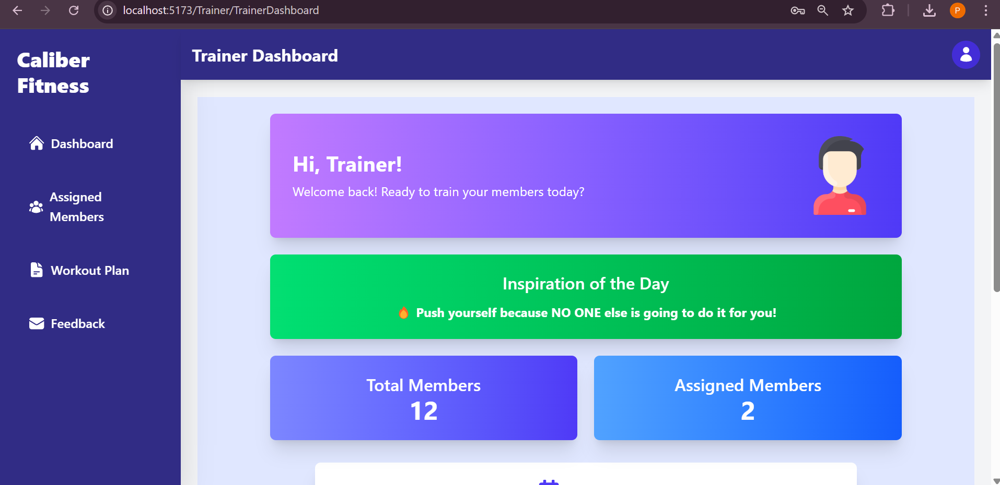 localhost:5173/Trainer/TrainerDashboard
P
Caliber
Fitness
Trainer Dashboard
Dashboard
Assigned
Members
Workout Plan
Feedback
Hi, Trainer!
Welcome back! Ready to train your members today?
Inspiration of the Day
🔥 Push yourself because NO ONE else is going to do it for you!
Total Members
12
Assigned Members
2